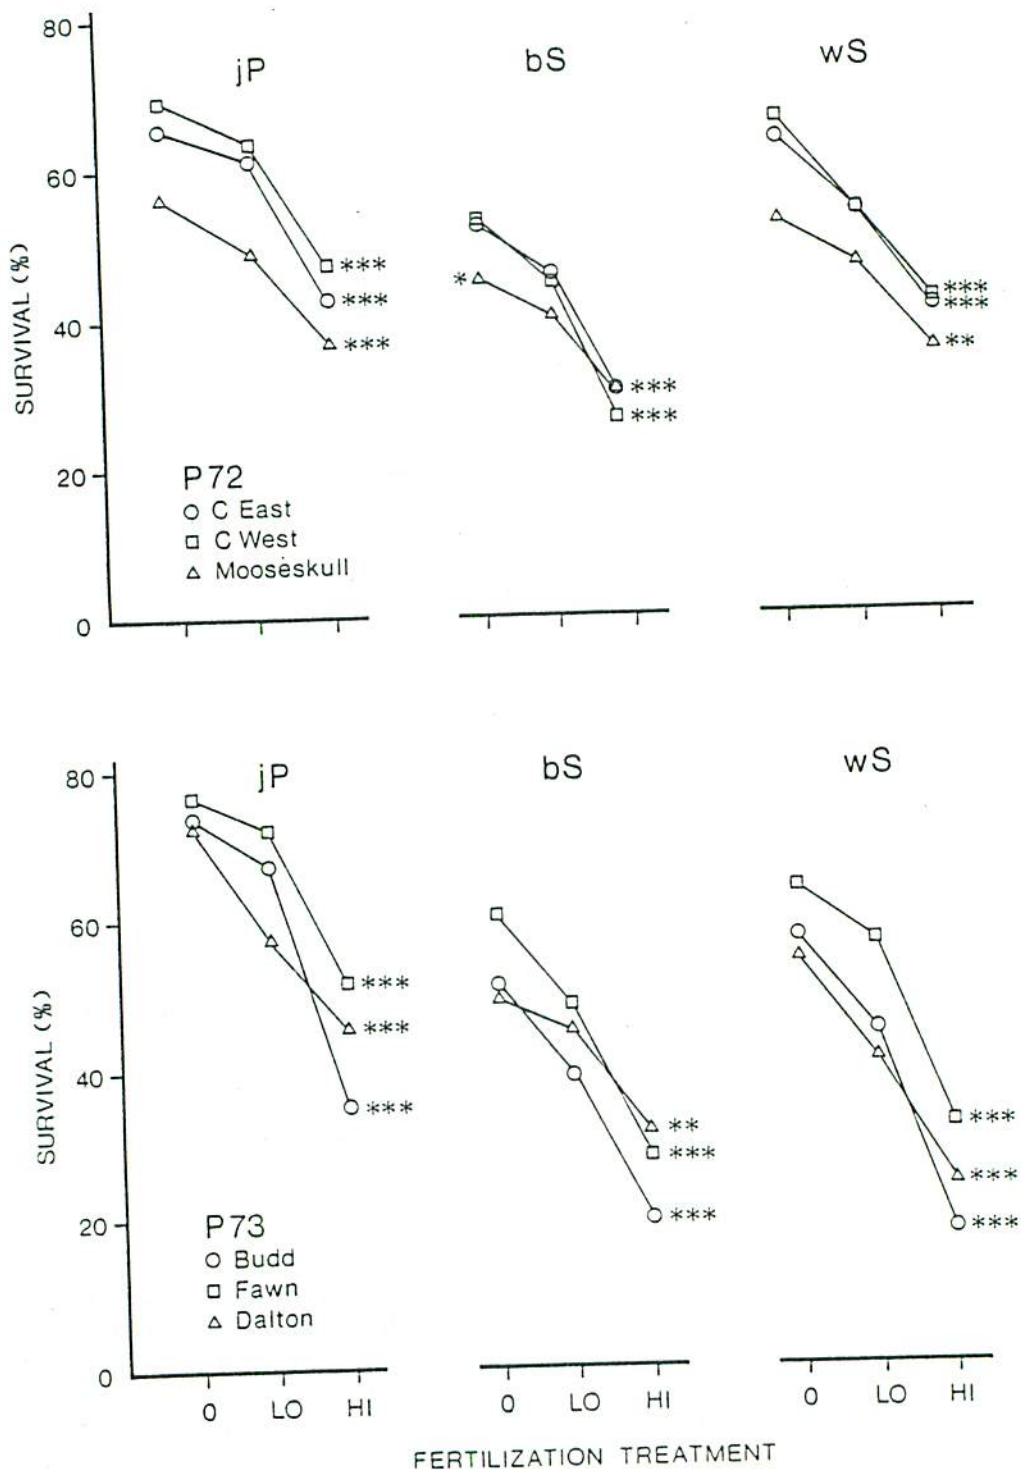 80
jP
bS
wS
60
***
***
***
*
***
***
***
***
**
SURVIVAL (%)
40
20
P72
C East
C West
Mooseskull
0
80
jP
bS
wS
60
***
***
***
**
***
***
***
***
***
SURVIVAL (%)
40
20
P73
Budd
Fawn
Dalton
0
0 LO HI
0 LO HI
0 LO HI
FERTILIZATION TREATMENT